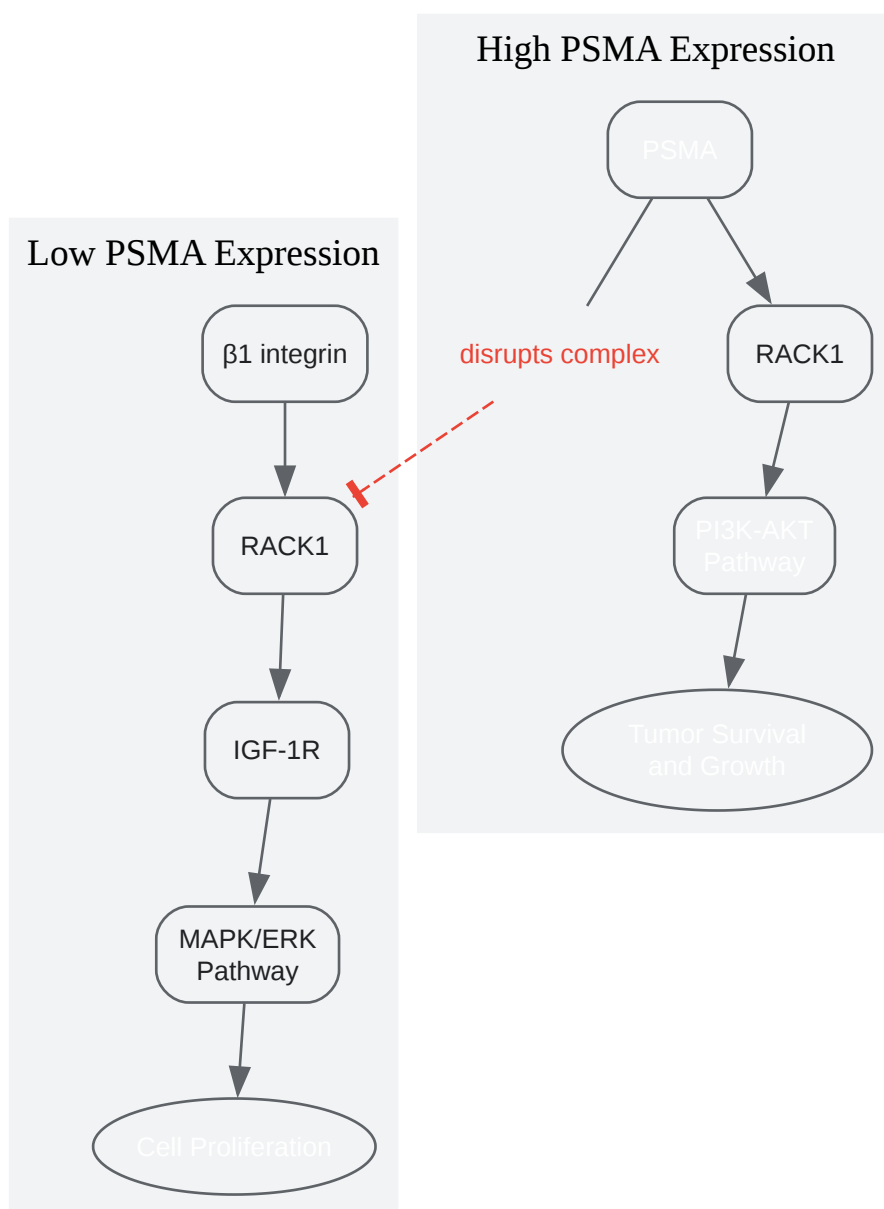 High PSMA Expression
PSMA
Low PSMA Expression
β1 integrin
disrupts complex
RACK1
RACK1
PI3K-AKT
Pathway
IGF-1R
Tumor Survival
and Growth
MAPK/ERK
Pathway
Cell Proliferation